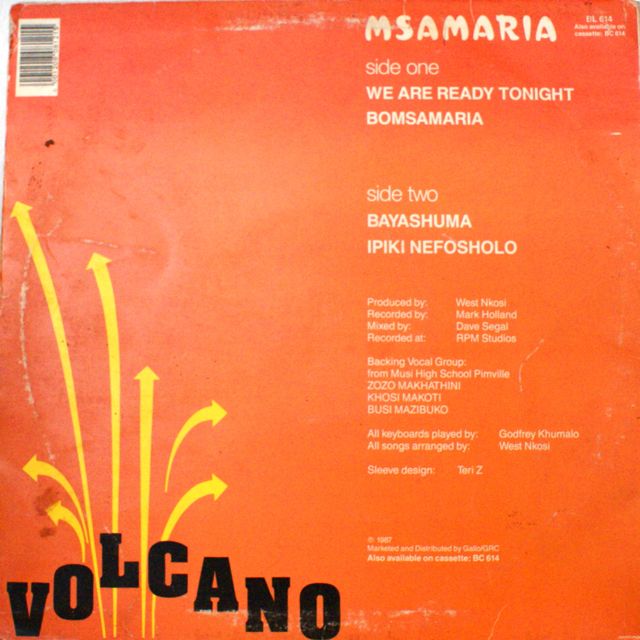 MSAMARIA
BL 614
Also available on
cassette: BC 614
side one
WE ARE READY TONIGHT
BOMSAMARIA
side two
BAYASHUMA
IPIKI NEFOSHOLO
Produced by: West Nkosi
Recorded by: Mark Holland
Mixed by: Dave Segal
Recorded at: RPM Studios
Backing Vocal Group:
from Musi High School Pimville
ZOZO MAKHATHINI
KHOSI MAKOTI
BUSI MAZIBUKO
All keyboards played by: Godfrey Khumalo
All songs arranged by: West Nkosi
Sleeve design: Teri Z
℗ 1987
Marketed and Distributed by Gallo/GRC
Also available on cassette: BC 614
VOLCANO